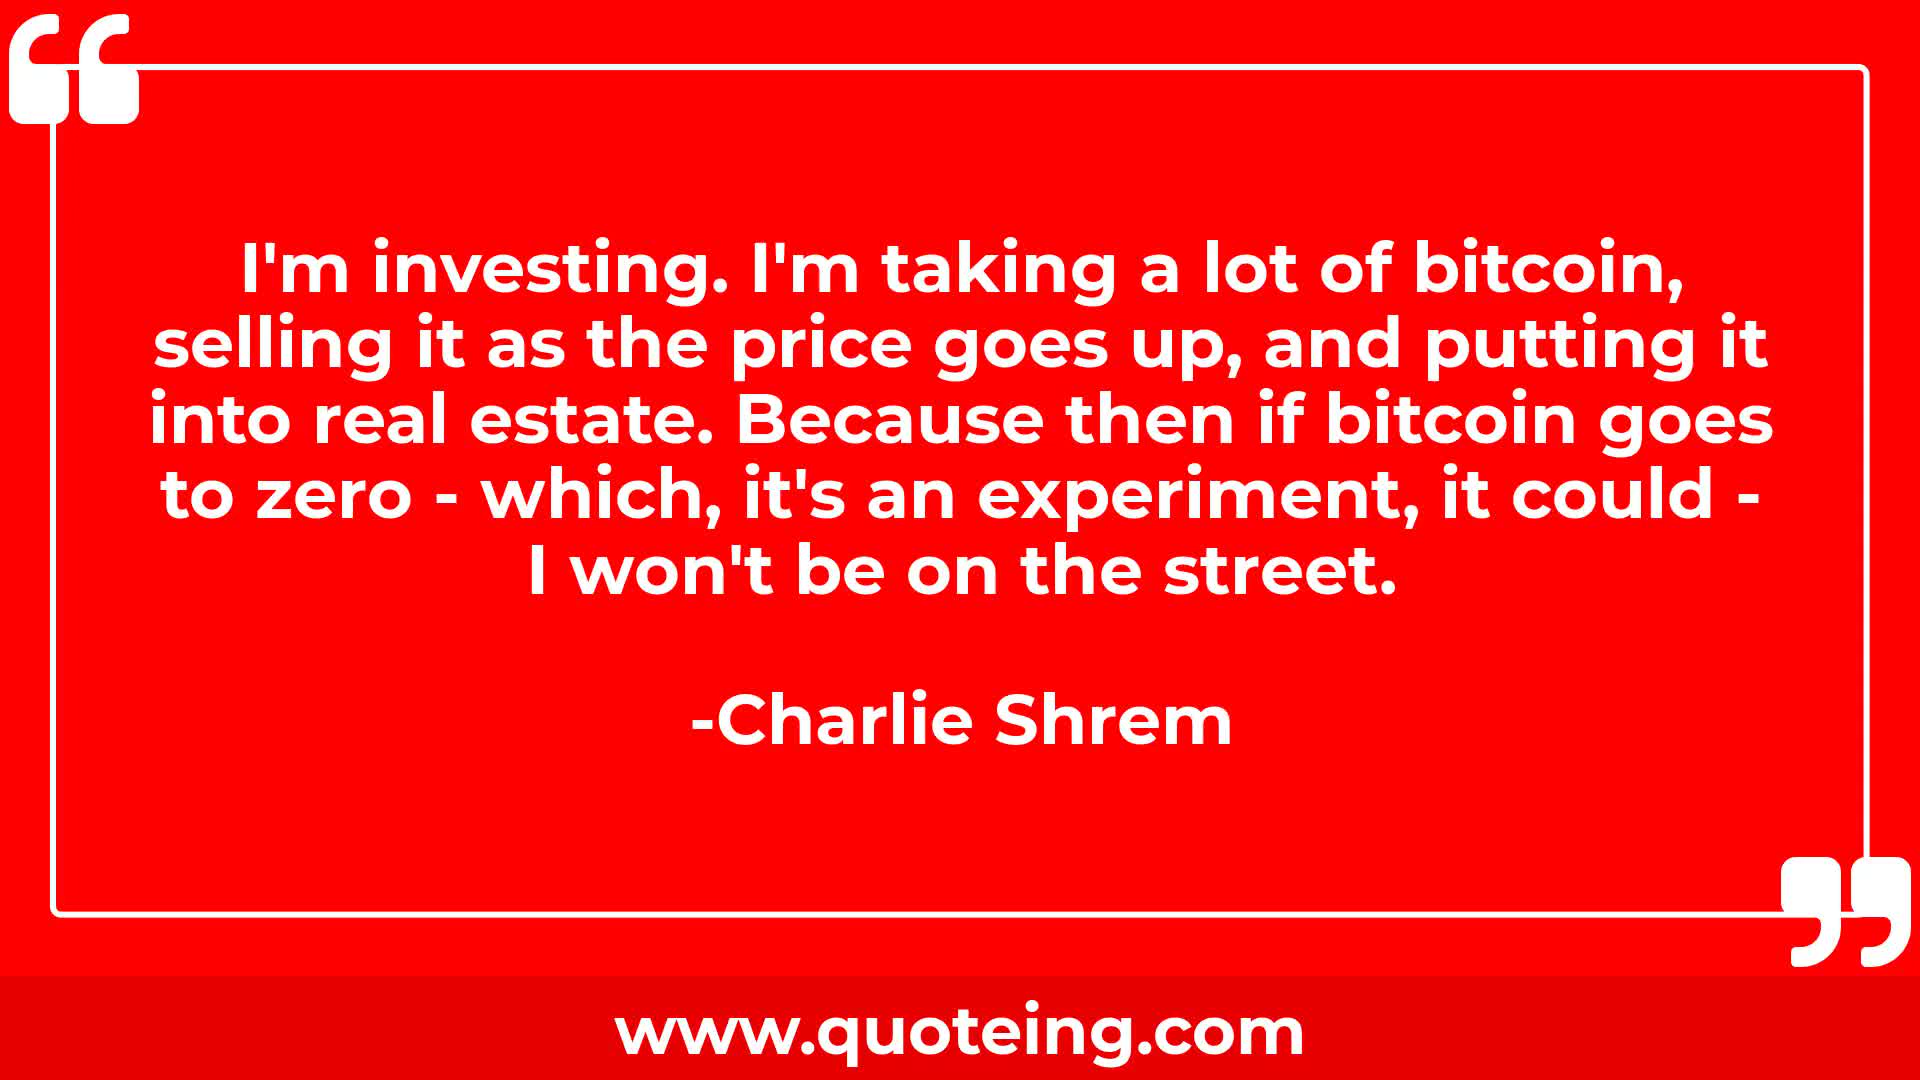 I'm investing. I'm taking a lot of bitcoin,
selling it as the price goes up, and putting it
into real estate. Because then if bitcoin goes
to zero - which, it's an experiment, it could -
I won't be on the street.
-Charlie Shrem
www.quoteing.com